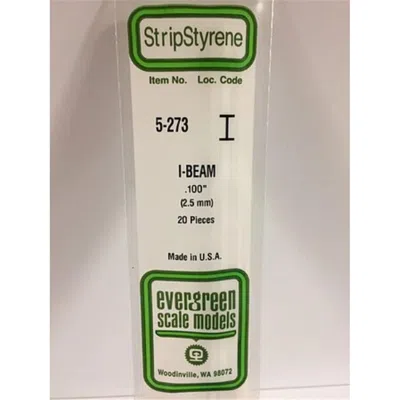 StripStyrene
Item No. Loc. Code
5-273
I-BEAM
.100"
(2.5 mm)
20 Pieces
Made in U.S.A.
evergreen
scale models
Woodinville, WA 98072